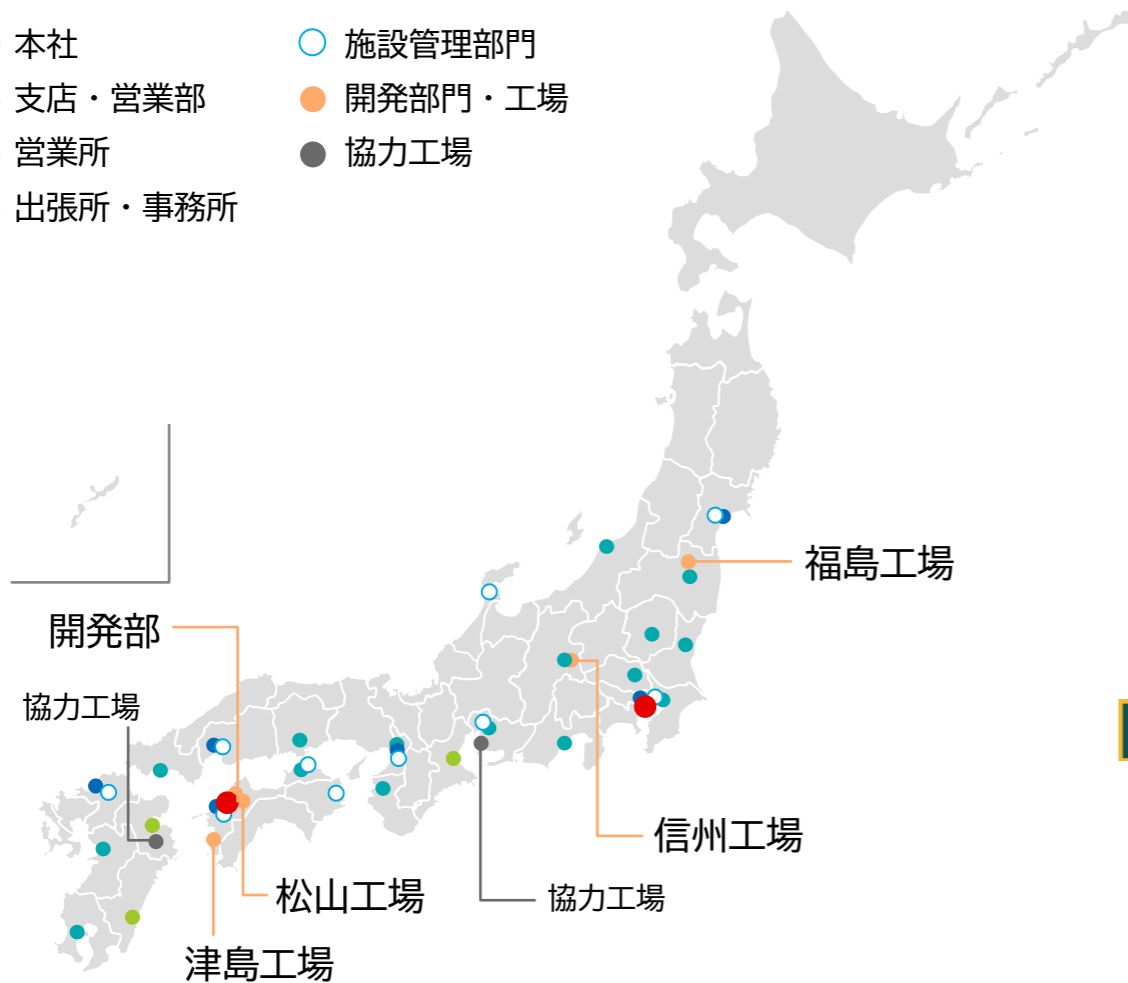 本社
支店・営業部
営業所
出張所・事務所
施設管理部門
開発部門・工場
協力工場
福島工場
開発部
協力工場
信州工場
松山工場
協力工場
津島工場